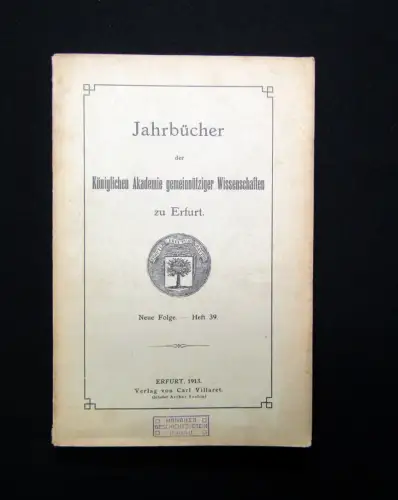 Jahrbücher
der
Königlichen Akademie gemeinnütziger Wissenschaften
zu Erfurt.
Neue Folge. — Heft 39.
ERFURT, 1913.
Verlag von Carl Villaret.